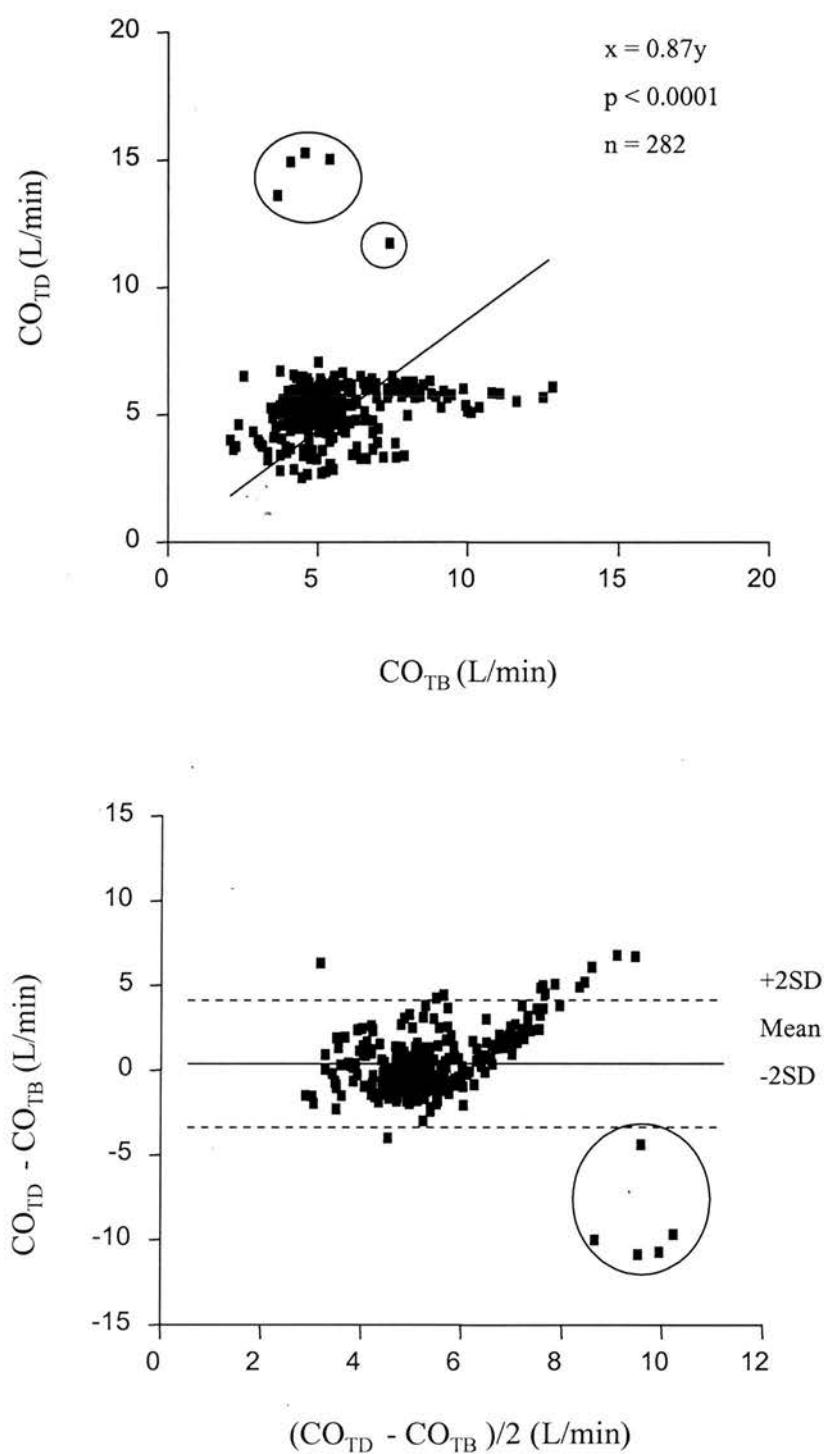 20
15
10
5
0
CO_TD (L/min)
x = 0.87y
p < 0.0001
n = 282
0 5 10 15 20
CO_TB (L/min)
15
10
5
0
-5
-10
-15
CO_TD - CO_TB (L/min)
+2SD
Mean
-2SD
0 2 4 6 8 10 12
(CO_TD - CO_TB )/2 (L/min)